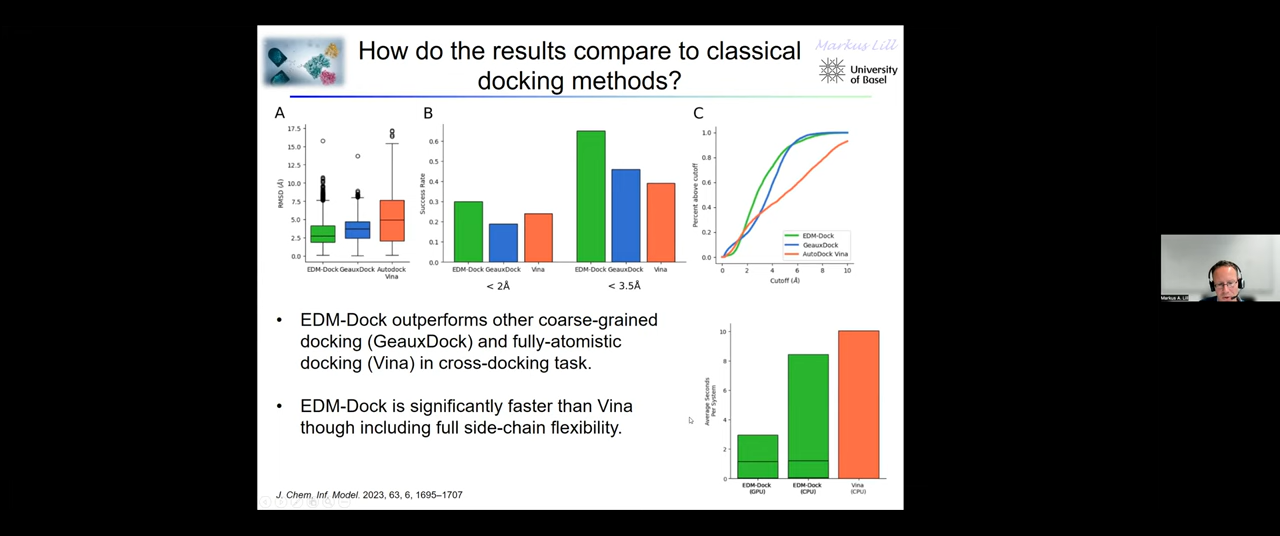 How do the results compare to classical
docking methods?
Markus Lill
University
of Basel
A
B
C
17.5
15.0
12.5
10.0
7.5
5.0
2.5
0.0
RMSD (Å)
EDM-Dock GeauxDock Autodock
Vina
0.6
0.5
0.4
0.3
0.2
0.1
0.0
Success Rate
EDM-Dock GeauxDock Vina
EDM-Dock GeauxDock Vina
< 2Å
< 3.5Å
1.0
0.8
0.6
0.4
0.2
0.0
Percent above cutoff
EDM-Dock
GeauxDock
AutoDock Vina
0 2 4 6 8 10
Cutoff (Å)
• EDM-Dock outperforms other coarse-grained
docking (GeauxDock) and fully-atomistic
docking (Vina) in cross-docking task.
• EDM-Dock is significantly faster than Vina
though including full side-chain flexibility.
10
8
6
4
2
0
Average Seconds
Per System
EDM-Dock
(GPU)
EDM-Dock
(CPU)
Vina
(CPU)
J. Chem. Inf. Model. 2023, 63, 6, 1695–1707
Markus A. Lill